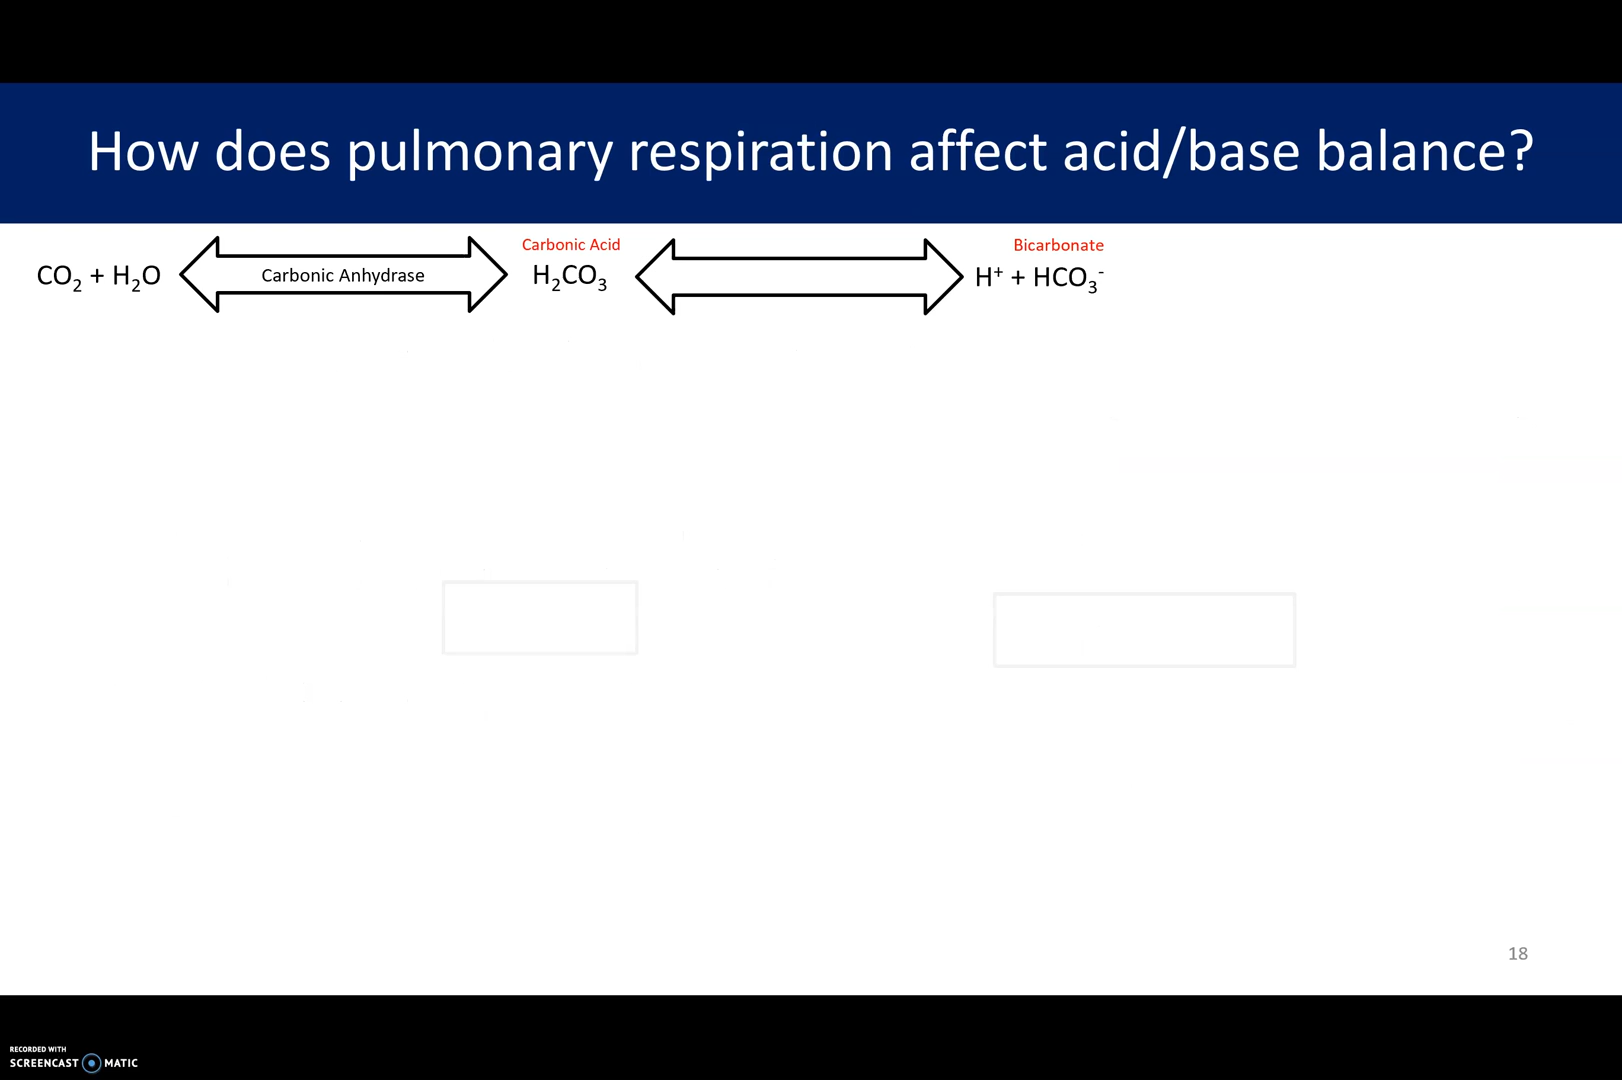 How does pulmonary respiration affect acid/base balance?
Carbonic Acid
Bicarbonate
CO₂ + H₂O
Carbonic Anhydrase
H₂CO₃
H⁺ + HCO₃⁻
18
RECORDED WITH
SCREENCAST MATIC